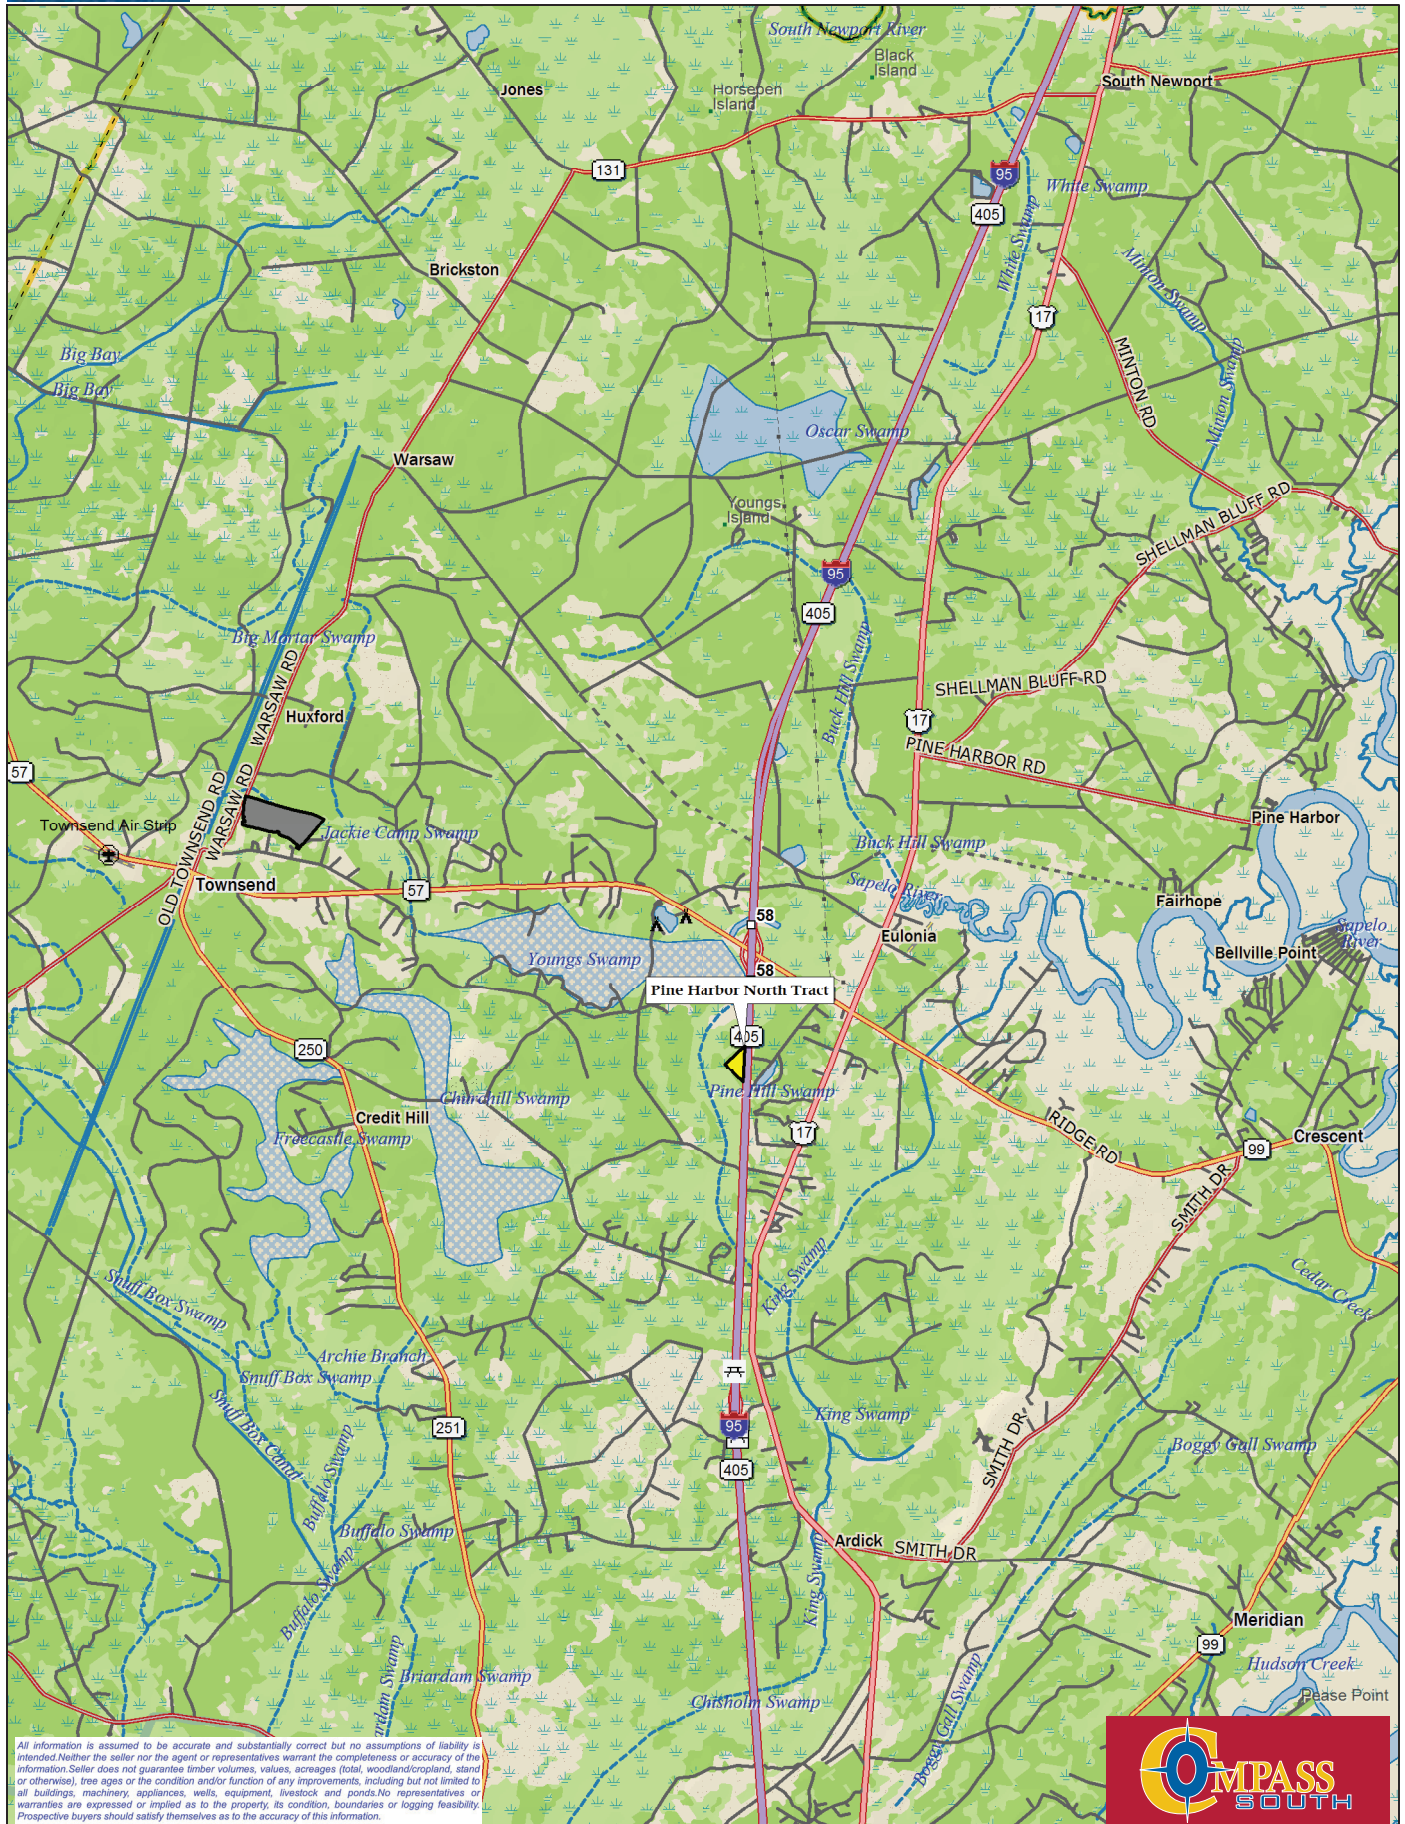 South Newport River
Black
Island
South Newport
Jones
Horsepen
Island
131
95
White Swamp
405
White Swamp
Minion Swamp
Brickston
17
Big Bay
MINTON RD
Minion Swamp
Big Bay
Oscar Swamp
Warsaw
Youngs
Island
SHELLMAN BLUFF RD
95
405
Big Mortar Swamp
Buck Hill Swamp
WARSAW RD
SHELLMAN BLUFF RD
Huxford
17
PINE HARBOR RD
57
OLD TOWNSEND RD
WARSAW RD
Townsend Air Strip
Jackie Camp Swamp
Pine Harbor
Buck Hill Swamp
Townsend
57
Sapelo River
Fairhope
58
Eulonia
Sapelo
River
Bellville Point
Youngs Swamp
58
Pine Harbor North Tract
405
250
Pine Hill Swamp
Churchill Swamp
Credit Hill
Freecastle Swamp
17
RIDGE RD
Crescent
99
SMITH DR
King Swamp
Cedar Creek
Snuff Box Swamp
Archie Branch
Snuff Box Swamp
King Swamp
Snuff Box Canal
251
95
405
SMITH DR
Boggy Gall Swamp
Buffalo Swamp
Buffalo Swamp
Ardick
SMITH DR
King Swamp
Buffalo Swamp
Meridian
99
Hudson Creek
Briardam Swamp
ardam Swamp
Chisholm Swamp
Boggy Gall Swamp
Pease Point
All information is assumed to be accurate and substantially correct but no assumptions of liability is
intended.Neither the seller nor the agent or representatives warrant the completeness or accuracy of the
information.Seller does not guarantee timber volumes, values, acreages (total, woodland/cropland, stand
or otherwise), tree ages or the condition and/or function of any improvements, including but not limited to
all buildings, machinery, appliances, wells, equipment, livestock and ponds.No representatives or
warranties are expressed or implied as to the property, its condition, boundaries or logging feasibility.
Prospective buyers should satisfy themselves as to the accuracy of this information.
COMPASS
SOUTH